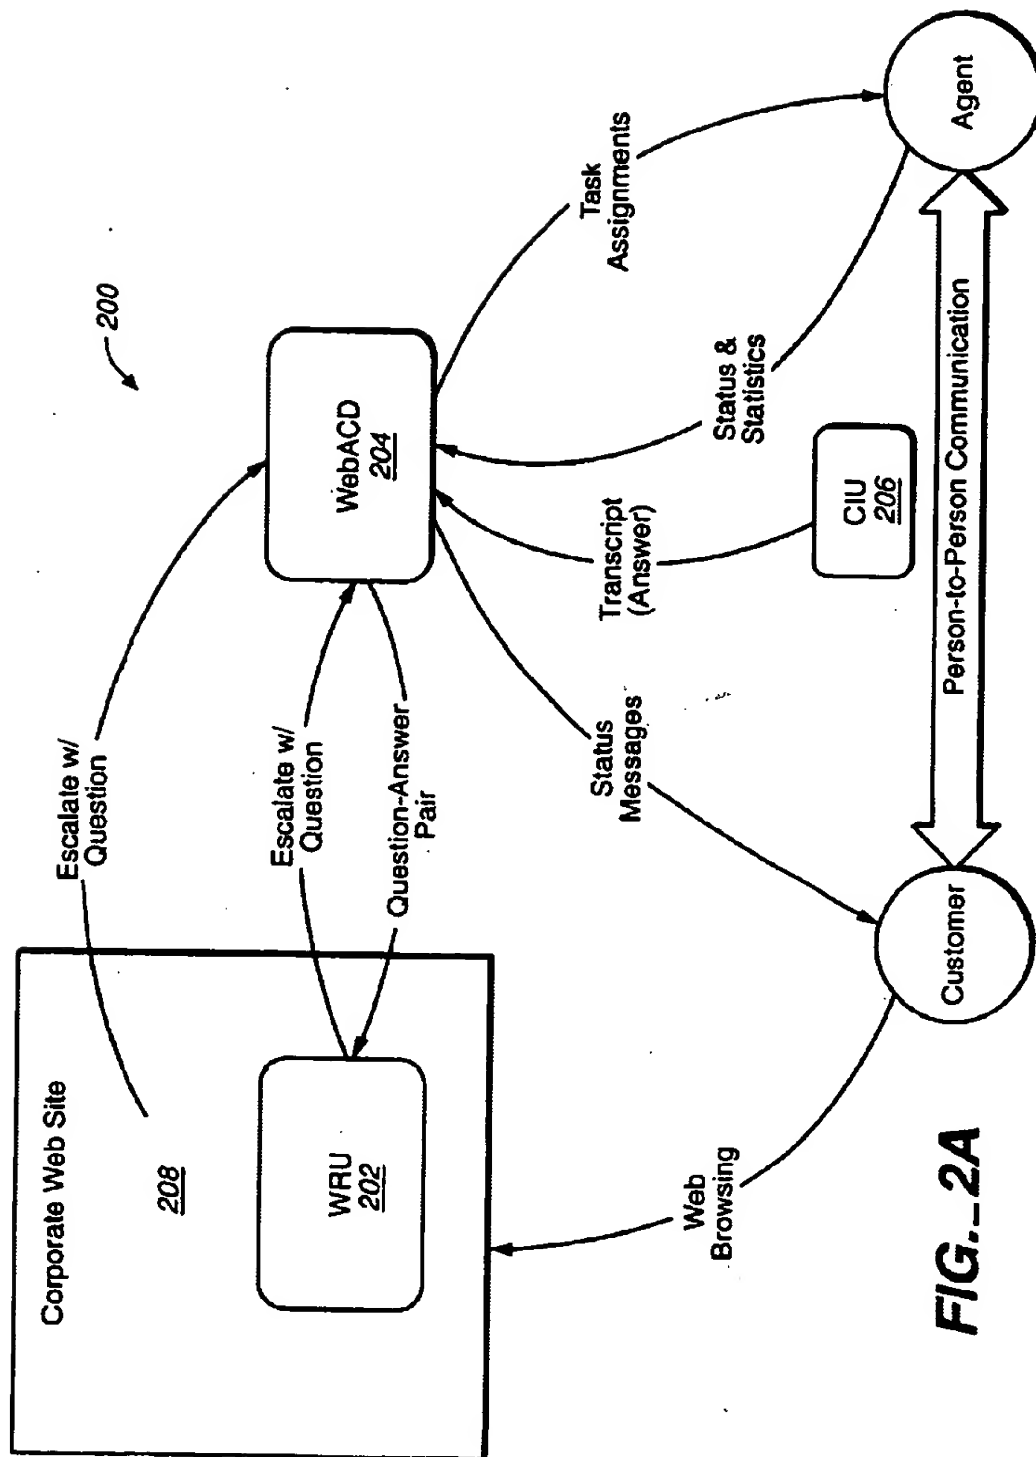 200
Corporate Web Site
208
WRU
202
Escalate w/
Question
Escalate w/
Question
Question-Answer
Pair
WebACD
204
Web
Browsing
Status
Messages
Transcript
(Answer)
Status &
Statistics
Task
Assignments
CIU
206
Customer
Person-to-Person Communication
Agent
FIG._2A